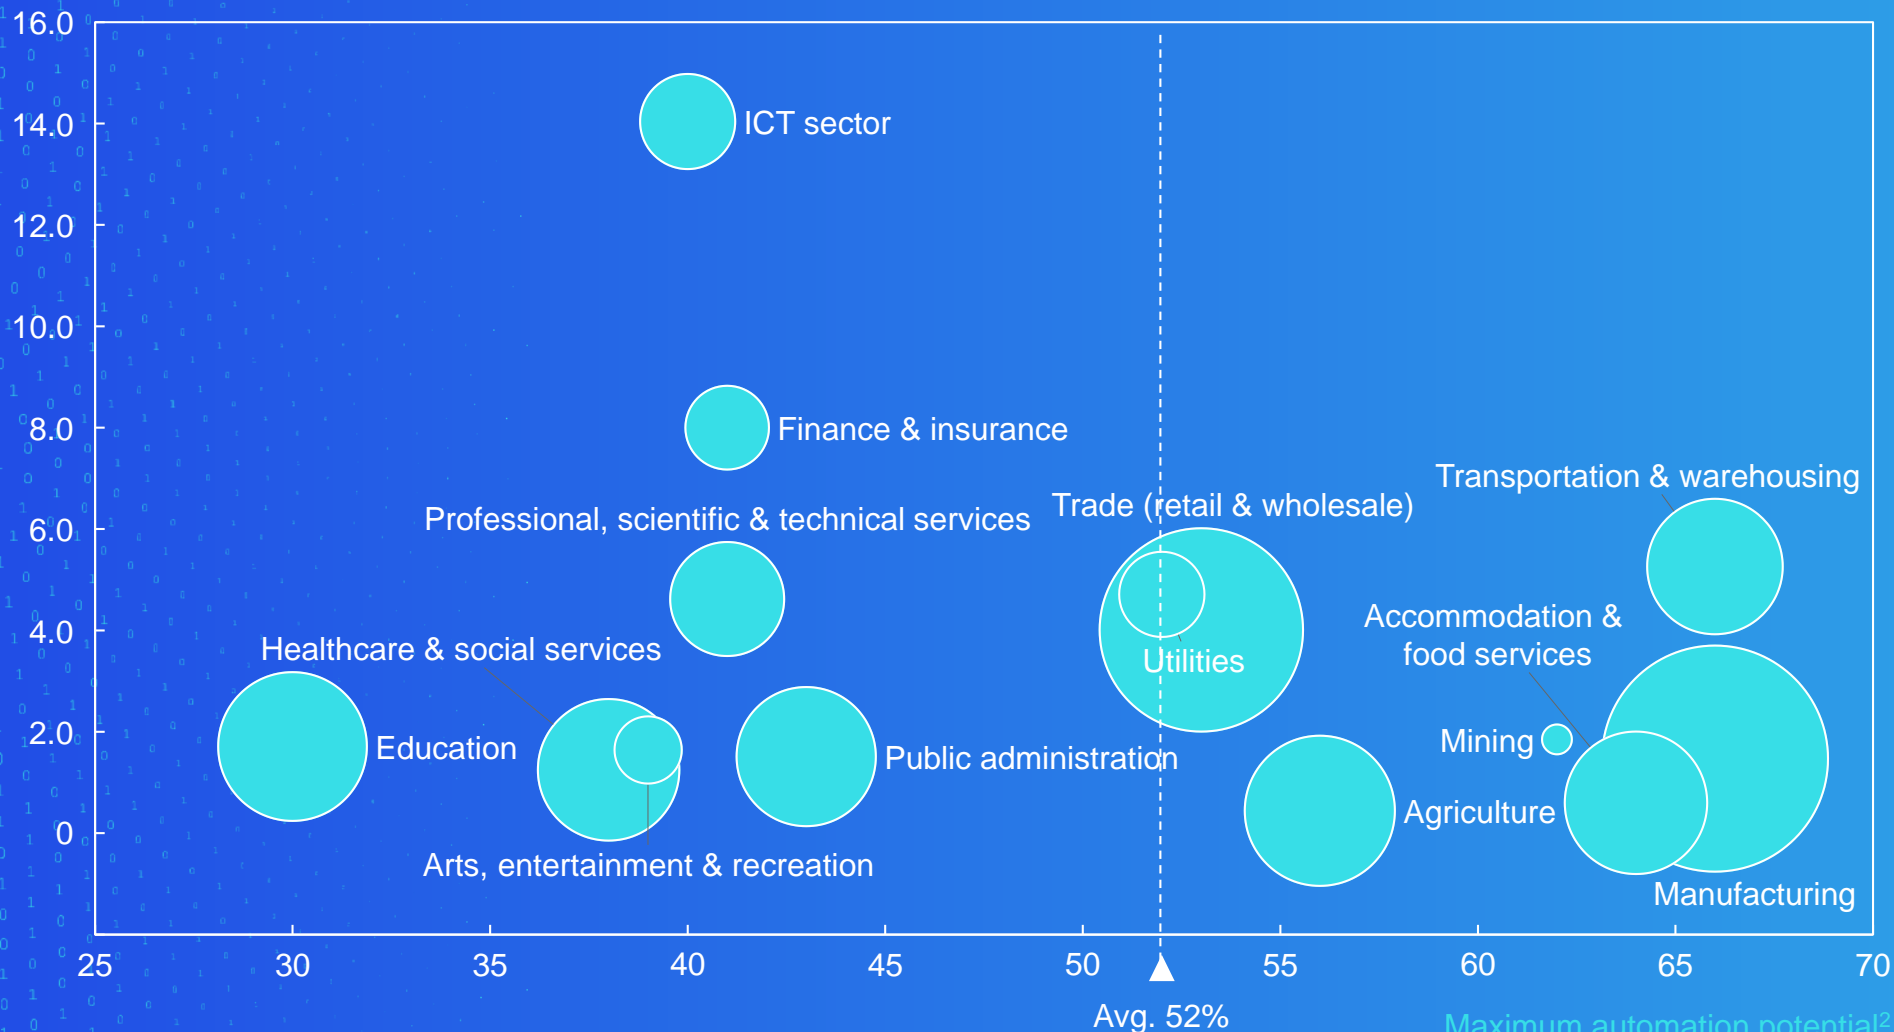 16.0
14.0
ICT sector
12.0
10.0
8.0
Finance & insurance
Transportation & warehousing
Trade (retail & wholesale)
Professional, scientific & technical services
6.0
Accommodation &
food services
4.0
Healthcare & social services
Utilities
2.0
Education
Public administration
Mining
Agriculture
0
Arts, entertainment & recreation
Manufacturing
25 30 35 40 45 50 55 60 65 70
Avg. 52%
Maximum automation potential²